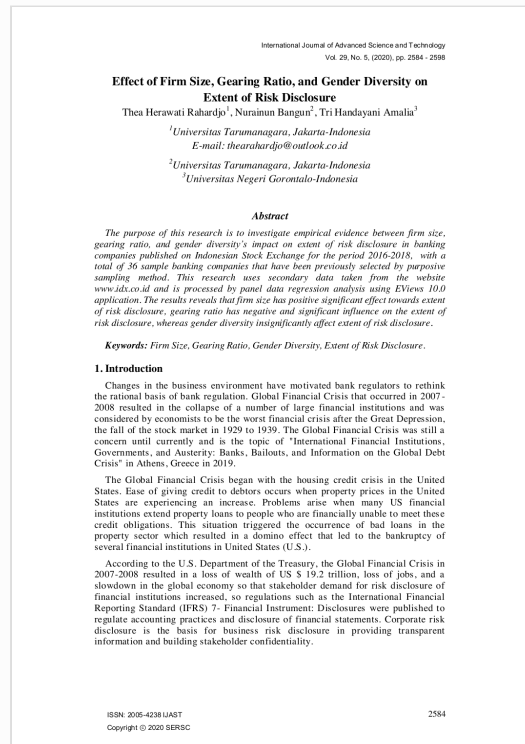 International Journal of Advanced Science and Technology
Vol. 29, No. 5, (2020), pp. 2584 - 2598
Effect of Firm Size, Gearing Ratio, and Gender Diversity on
Extent of Risk Disclosure
Thea Herawati Rahardjo1, Nurainun Bangun2, Tri Handayani Amalia3
1Universitas Tarumanagara, Jakarta-Indonesia
E-mail: thearahardjo@outlook.co.id
2Universitas Tarumanagara, Jakarta-Indonesia
3Universitas Negeri Gorontalo-Indonesia
Abstract
The purpose of this research is to investigate empirical evidence between firm size,
gearing ratio, and gender diversity's impact on extent of risk disclosure in banking
companies published on Indonesian Stock Exchange for the period 2016-2018, with a
total of 36 sample banking companies that have been previously selected by purposive
sampling method. This research uses secondary data taken from the website
www.idx.co.id and is processed by panel data regression analysis using EViews 10.0
application. The results reveals that firm size has positive significant effect towards extent
of risk disclosure, gearing ratio has negative and significant influence on the extent of
risk disclosure, whereas gender diversity insignificantly affect extent of risk disclosure.
Keywords: Firm Size, Gearing Ratio, Gender Diversity, Extent of Risk Disclosure.
1. Introduction
Changes in the business environment have motivated bank regulators to rethink
the rational basis of bank regulation. Global Financial Crisis that occurred in 2007-
2008 resulted in the collapse of a number of large financial institutions and was
considered by economists to be the worst financial crisis after the Great Depression,
the fall of the stock market in 1929 to 1939. The Global Financial Crisis was still a
concern until currently and is the topic of "International Financial Institutions,
Governments, and Austerity: Banks, Bailouts, and Information on the Global Debt
Crisis" in Athens, Greece in 2019.
The Global Financial Crisis began with the housing credit crisis in the United
States. Ease of giving credit to debtors occurs when property prices in the United
States are experiencing an increase. Problems arise when many US financial
institutions extend property loans to people who are financially unable to meet these
credit obligations. This situation triggered the occurrence of bad loans in the
property sector which resulted in a domino effect that led to the bankruptcy of
several financial institutions in United States (U.S.).
According to the U.S. Department of the Treasury, the Global Financial Crisis in
2007-2008 resulted in a loss of wealth of US $ 19.2 trillion, loss of jobs, and a
slowdown in the global economy so that stakeholder demand for risk disclosure of
financial institutions increased, so regulations such as the International Financial
Reporting Standard (IFRS) 7- Financial Instrument: Disclosures were published to
regulate accounting practices and disclosure of financial statements. Corporate risk
disclosure is the basis for business risk disclosure in providing transparent
information and building stakeholder confidentiality.
ISSN: 2005-4238 IJAST
Copyright ⓒ 2020 SERSC
2584